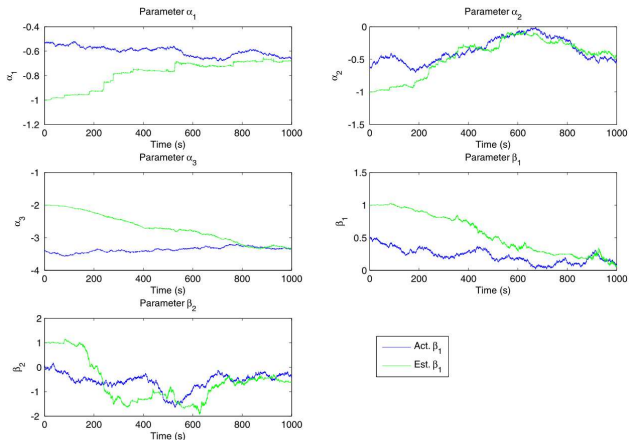 Parameter α1
-0.4
-0.6
-0.8
-1
-1.2
α1
0 200 400 600 800 1000
Time (s)
Parameter α2
0
-0.5
-1
-1.5
α2
0 200 400 600 800 1000
Time (s)
Parameter α3
-1
-2
-3
-4
α3
0 200 400 600 800 1000
Time (s)
Parameter β1
1.5
1
0.5
0
β1
0 200 400 600 800 1000
Time (s)
Parameter β2
2
1
0
-1
-2
β2
0 200 400 600 800 1000
Time (s)
Act. β1
Est. β1